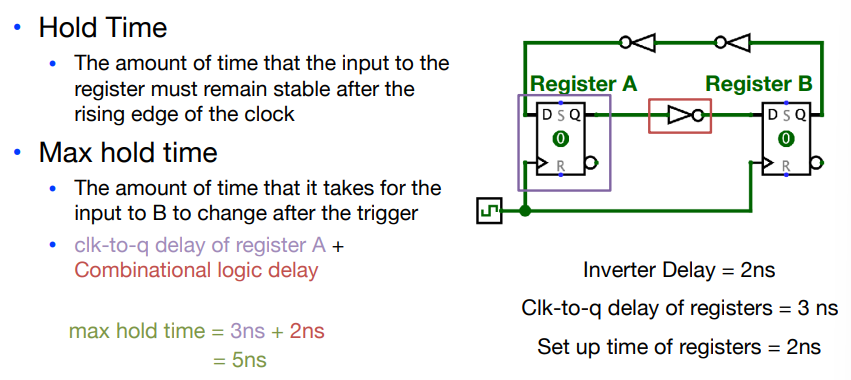 • Hold Time
• The amount of time that the input to the
register must remain stable after the
rising edge of the clock
• Max hold time
• The amount of time that it takes for the
input to B to change after the trigger
• clk-to-q delay of register A +
Combinational logic delay
max hold time = 3ns + 2ns
= 5ns
Register A
Register B
D S Q
0
R
D S Q
0
R
Inverter Delay = 2ns
Clk-to-q delay of registers = 3 ns
Set up time of registers = 2ns